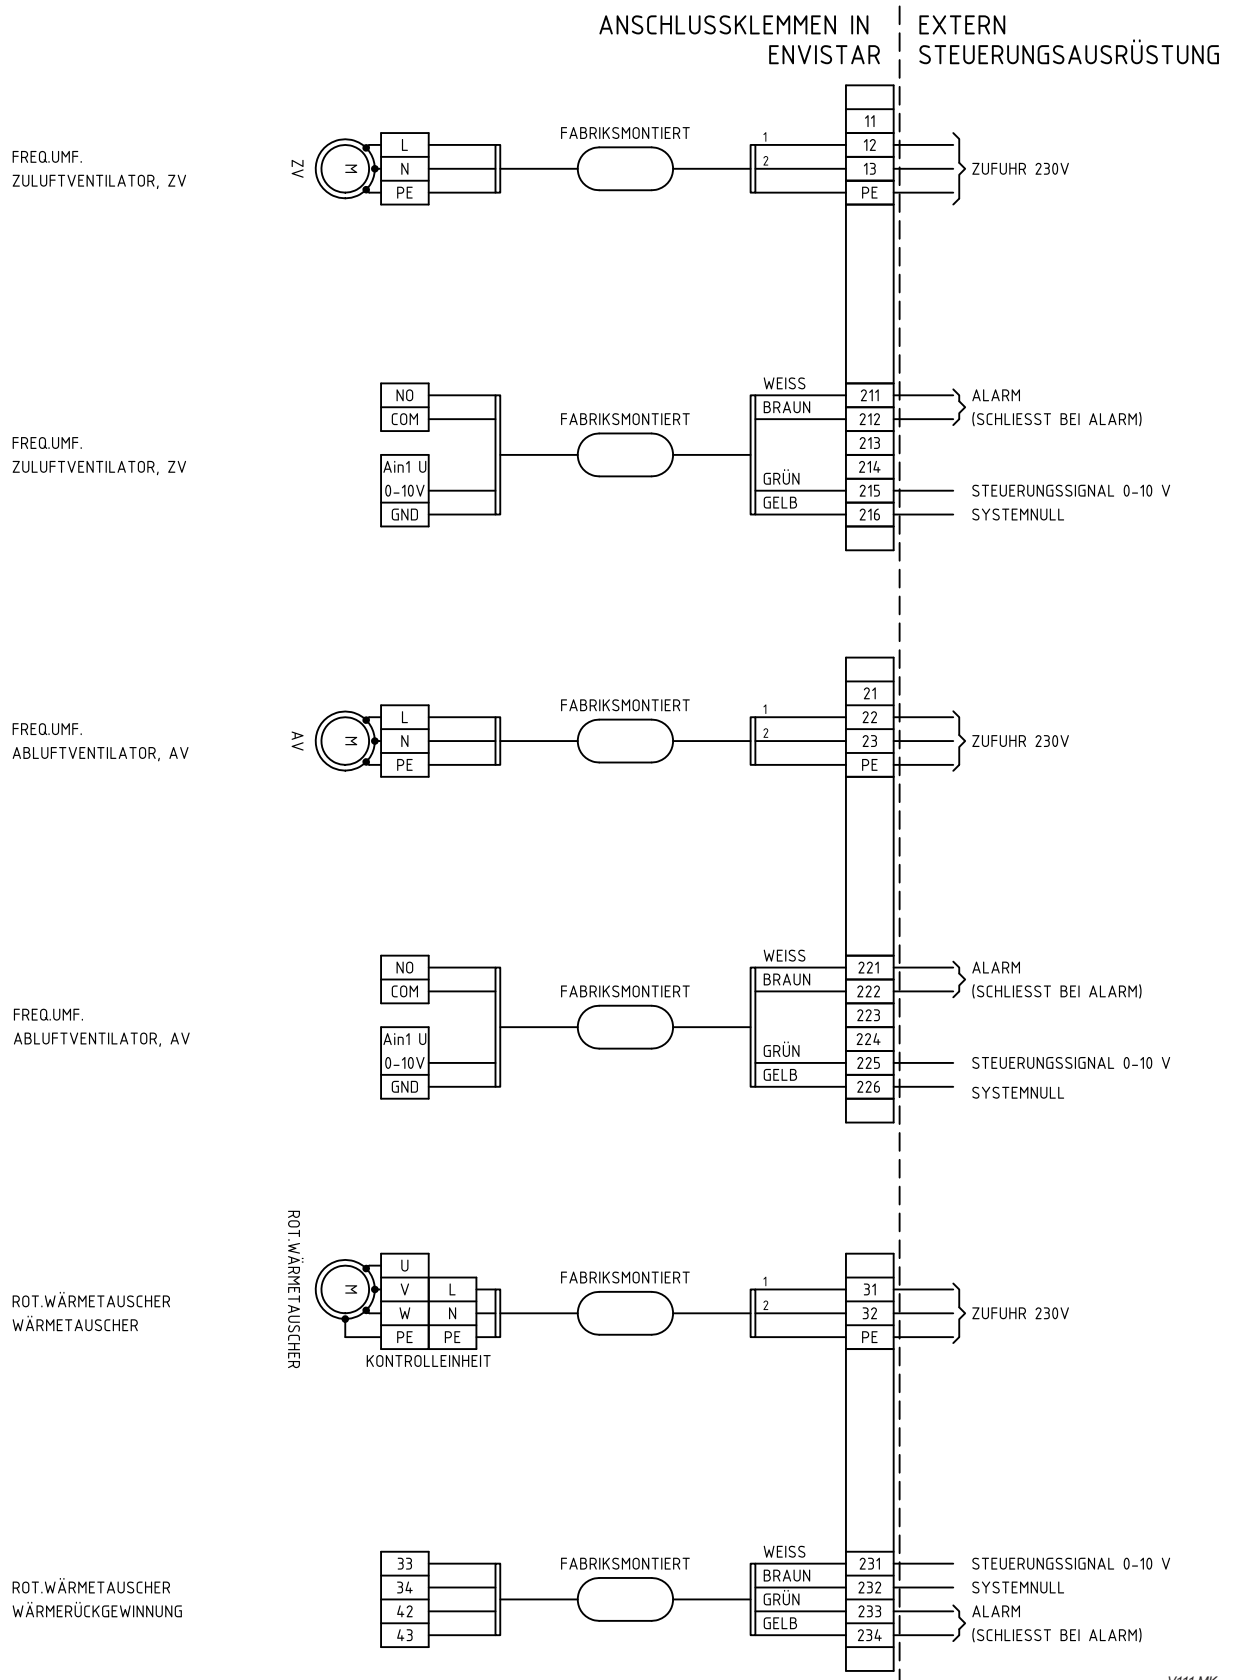 ANSCHLUSSKLEMMEN IN
ENVISTAR
EXTERN
STEUERUNGSAUSRÜSTUNG
FREQ.UMF.
ZULUFTVENTILATOR, ZV
ZV
M
L
N
PE
FABRIKSMONTIERT
1
2
11
12
13
PE
ZUFUHR 230V
FREQ.UMF.
ZULUFTVENTILATOR, ZV
NO
COM
Ain1 U
0-10V
GND
FABRIKSMONTIERT
WEISS
BRAUN
GRÜN
GELB
211
212
213
214
215
216
ALARM
(SCHLIESST BEI ALARM)
STEUERUNGSSIGNAL 0-10 V
SYSTEMNULL
FREQ.UMF.
ABLUFTVENTILATOR, AV
AV
M
L
N
PE
FABRIKSMONTIERT
1
2
21
22
23
PE
ZUFUHR 230V
FREQ.UMF.
ABLUFTVENTILATOR, AV
NO
COM
Ain1 U
0-10V
GND
FABRIKSMONTIERT
WEISS
BRAUN
GRÜN
GELB
221
222
223
224
225
226
ALARM
(SCHLIESST BEI ALARM)
STEUERUNGSSIGNAL 0-10 V
SYSTEMNULL
ROT.WÄRMETAUSCHER
WÄRMETAUSCHER
ROT.WÄRMETAUSCHER
M
U
V L
W N
PE PE
KONTROLLEINHEIT
FABRIKSMONTIERT
1
2
31
32
PE
ZUFUHR 230V
ROT.WÄRMETAUSCHER
WÄRMERÜCKGEWINNUNG
33
34
42
43
FABRIKSMONTIERT
WEISS
BRAUN
GRÜN
GELB
231
232
233
234
STEUERUNGSSIGNAL 0-10 V
SYSTEMNULL
ALARM
(SCHLIESST BEI ALARM)